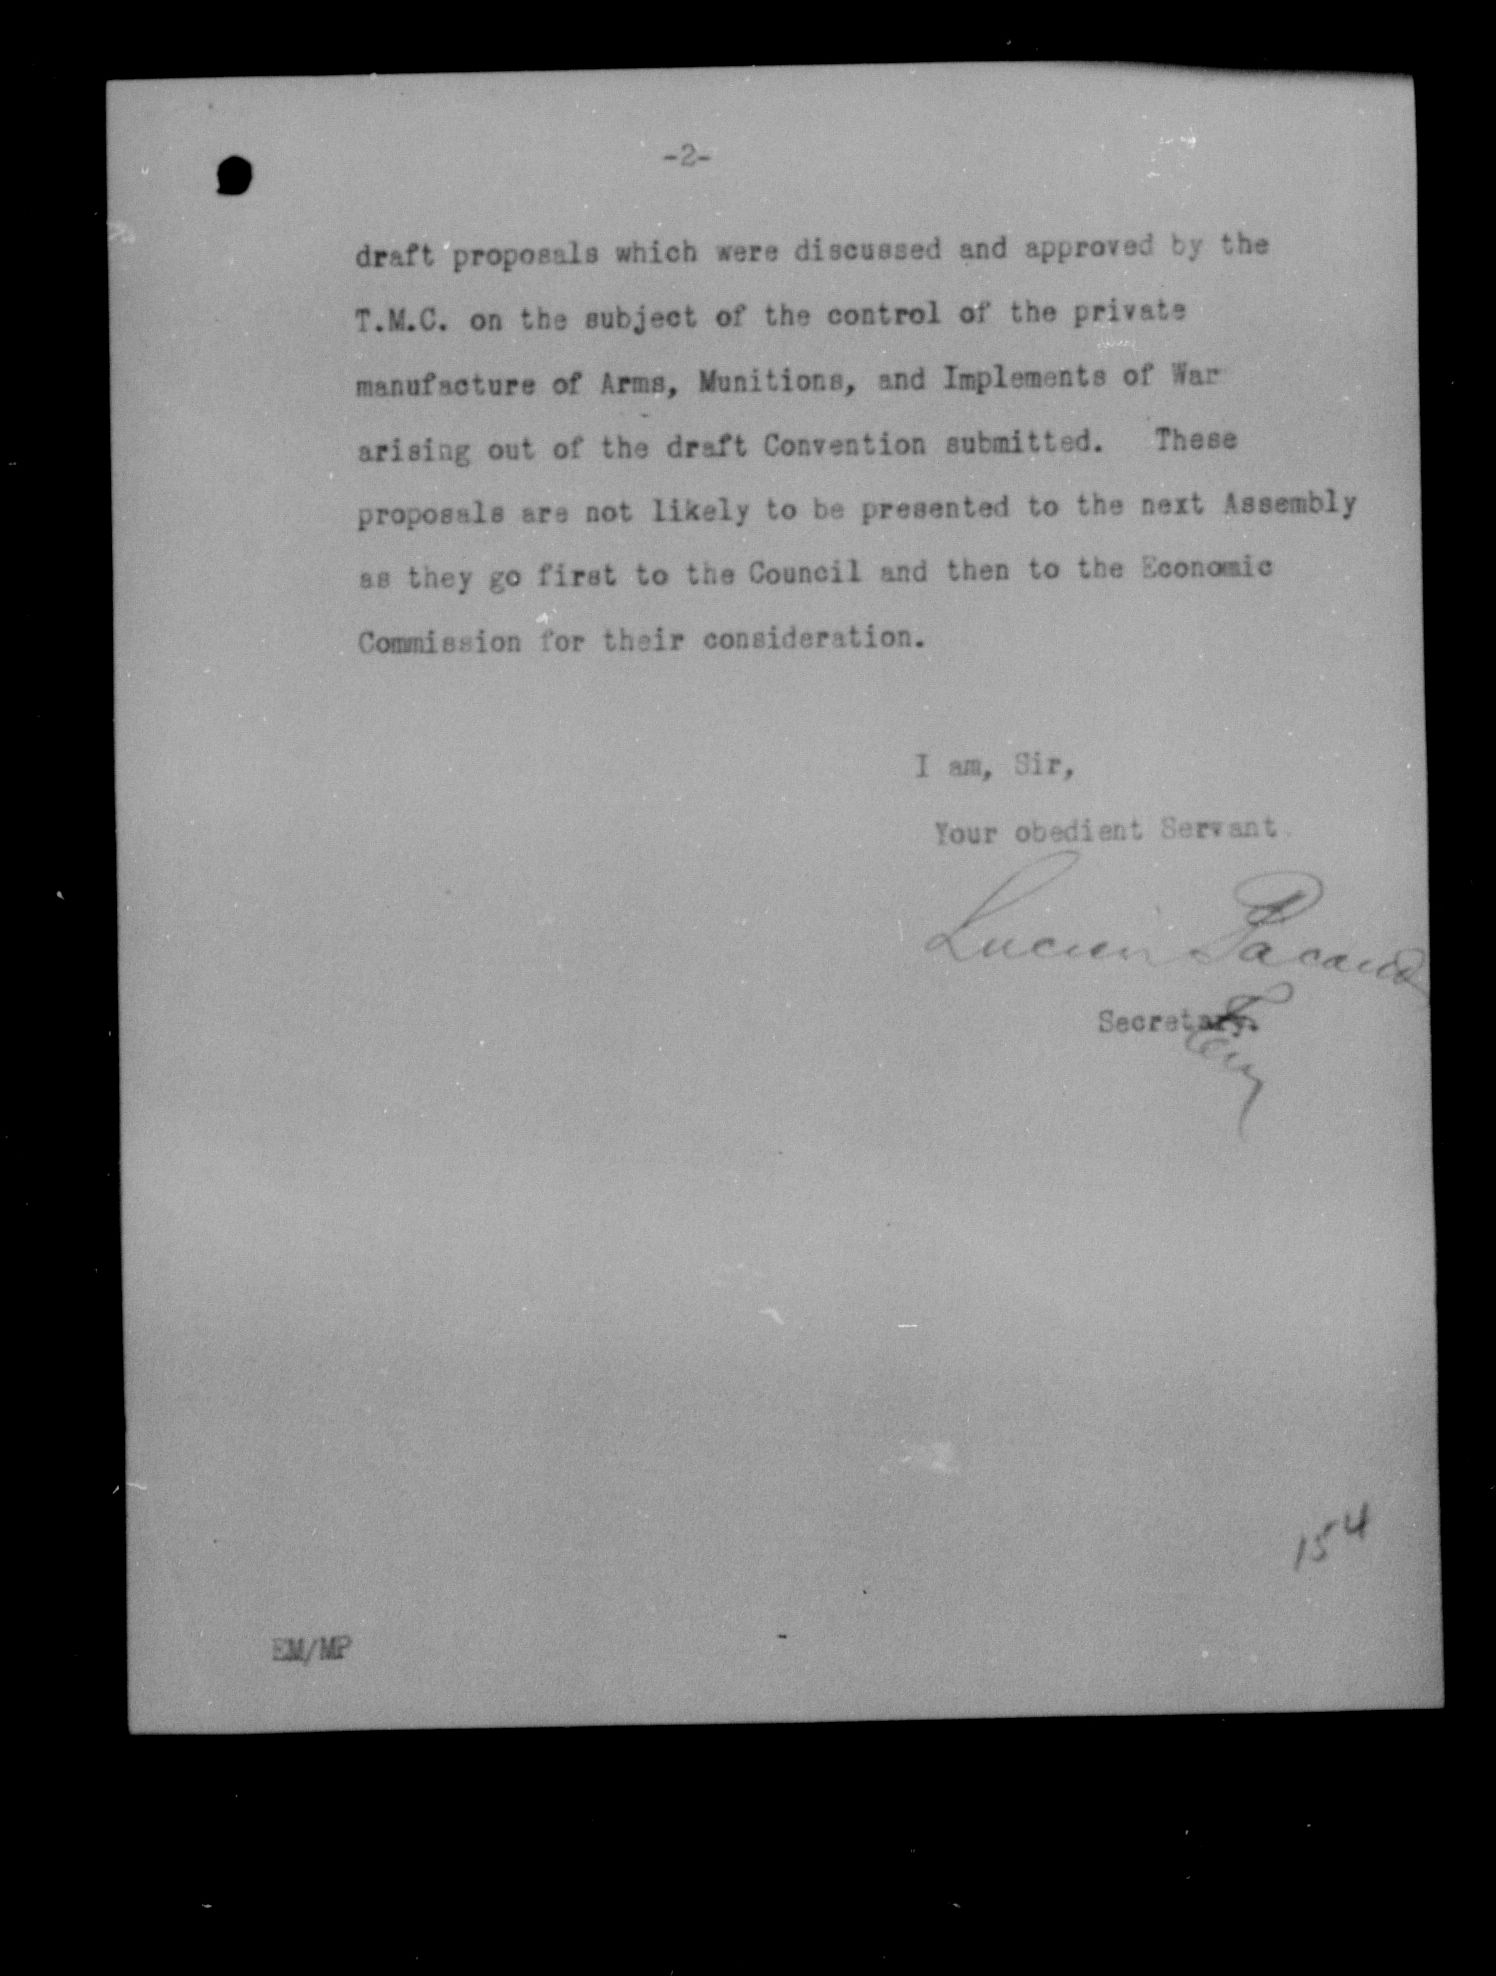 -2-
draft proposals which were discussed and approved by the
T.M.C. on the subject of the control of the private
manufacture of Arms, Munitions, and Implements of War
arising out of the draft Convention submitted. These
proposals are not likely to be presented to the next Assembly
as they go first to the Council and then to the Economic
Commission for their consideration.
I am, Sir,
Your obedient Servant.
Lucien Pacaud
Secretary.
154
EM/MP